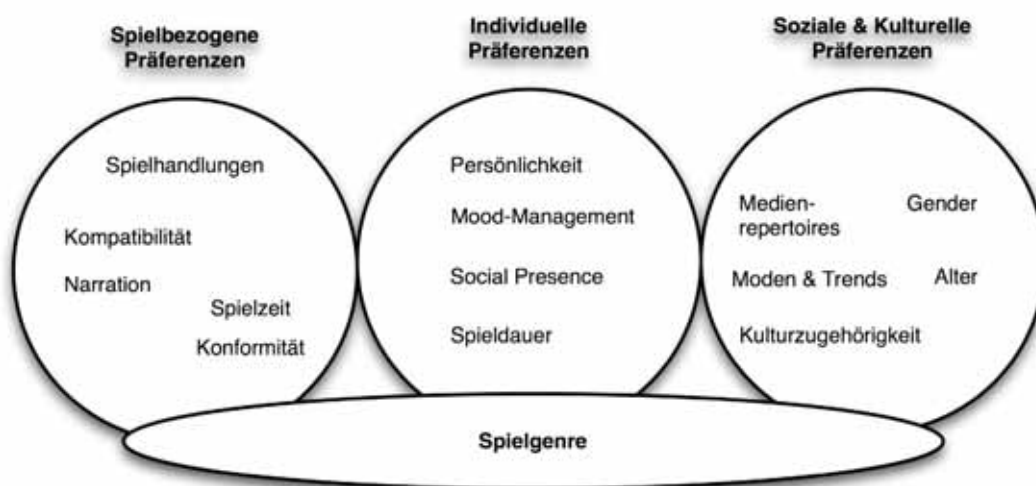 Spielbezogene
Präferenzen
Individuelle
Präferenzen
Soziale & Kulturelle
Präferenzen
Spielhandlungen
Kompatibilität
Narration
Spielzeit
Konformität
Persönlichkeit
Mood-Management
Social Presence
Spieldauer
Medien-
repertoires
Gender
Moden & Trends
Alter
Kulturzugehörigkeit
Spielgenre